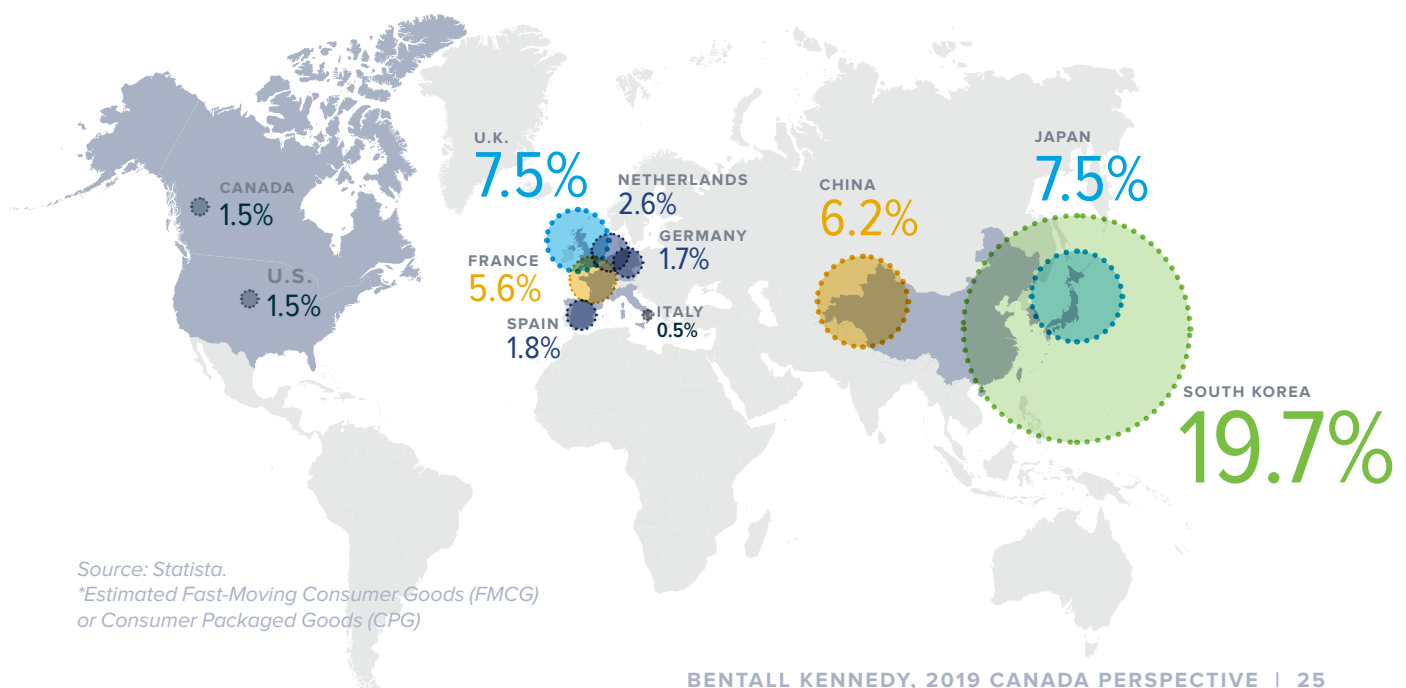 U.K.
7.5%
JAPAN
7.5%
NETHERLANDS
2.6%
CHINA
6.2%
CANADA
1.5%
GERMANY
1.7%
FRANCE
5.6%
U.S.
1.5%
ITALY
0.5%
SPAIN
1.8%
SOUTH KOREA
19.7%
Source: Statista.
*Estimated Fast-Moving Consumer Goods (FMCG)
or Consumer Packaged Goods (CPG)
BENTALL KENNEDY, 2019 CANADA PERSPECTIVE | 25